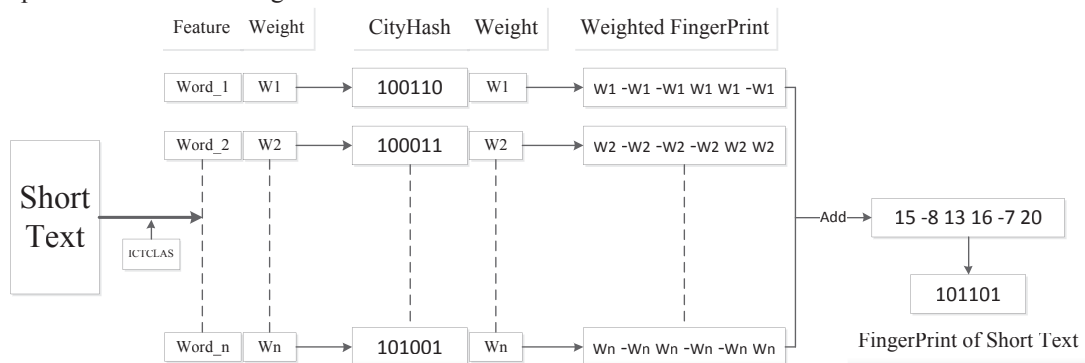 Feature Weight CityHash Weight Weighted FingerPrint
Word_1 W1 100110 W1 W1 -W1 -W1 W1 W1 -W1
Word_2 W2 100011 W2 W2 -W2 -W2 -W2 W2 W2
Short
Text
ICTCLAS
Add
15 -8 13 16 -7 20
101101
FingerPrint of Short Text
Word_n Wn 101001 Wn Wn -Wn Wn -Wn -Wn Wn